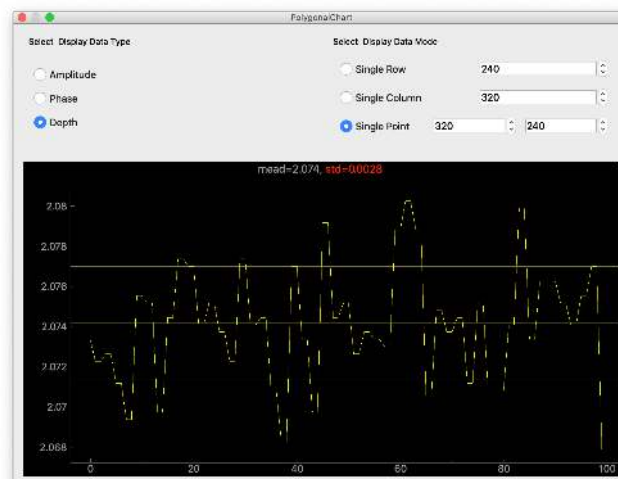 PolygonalChart
Select Display Data Type
Select Display Data Mode
Amplitude
Phase
Depth
Single Row 240
Single Column 320
Single Point 320 240
mead=2.074, std=0.0028
2.08
2.078
2.076
2.074
2.072
2.07
2.068
0 20 40 60 80 100